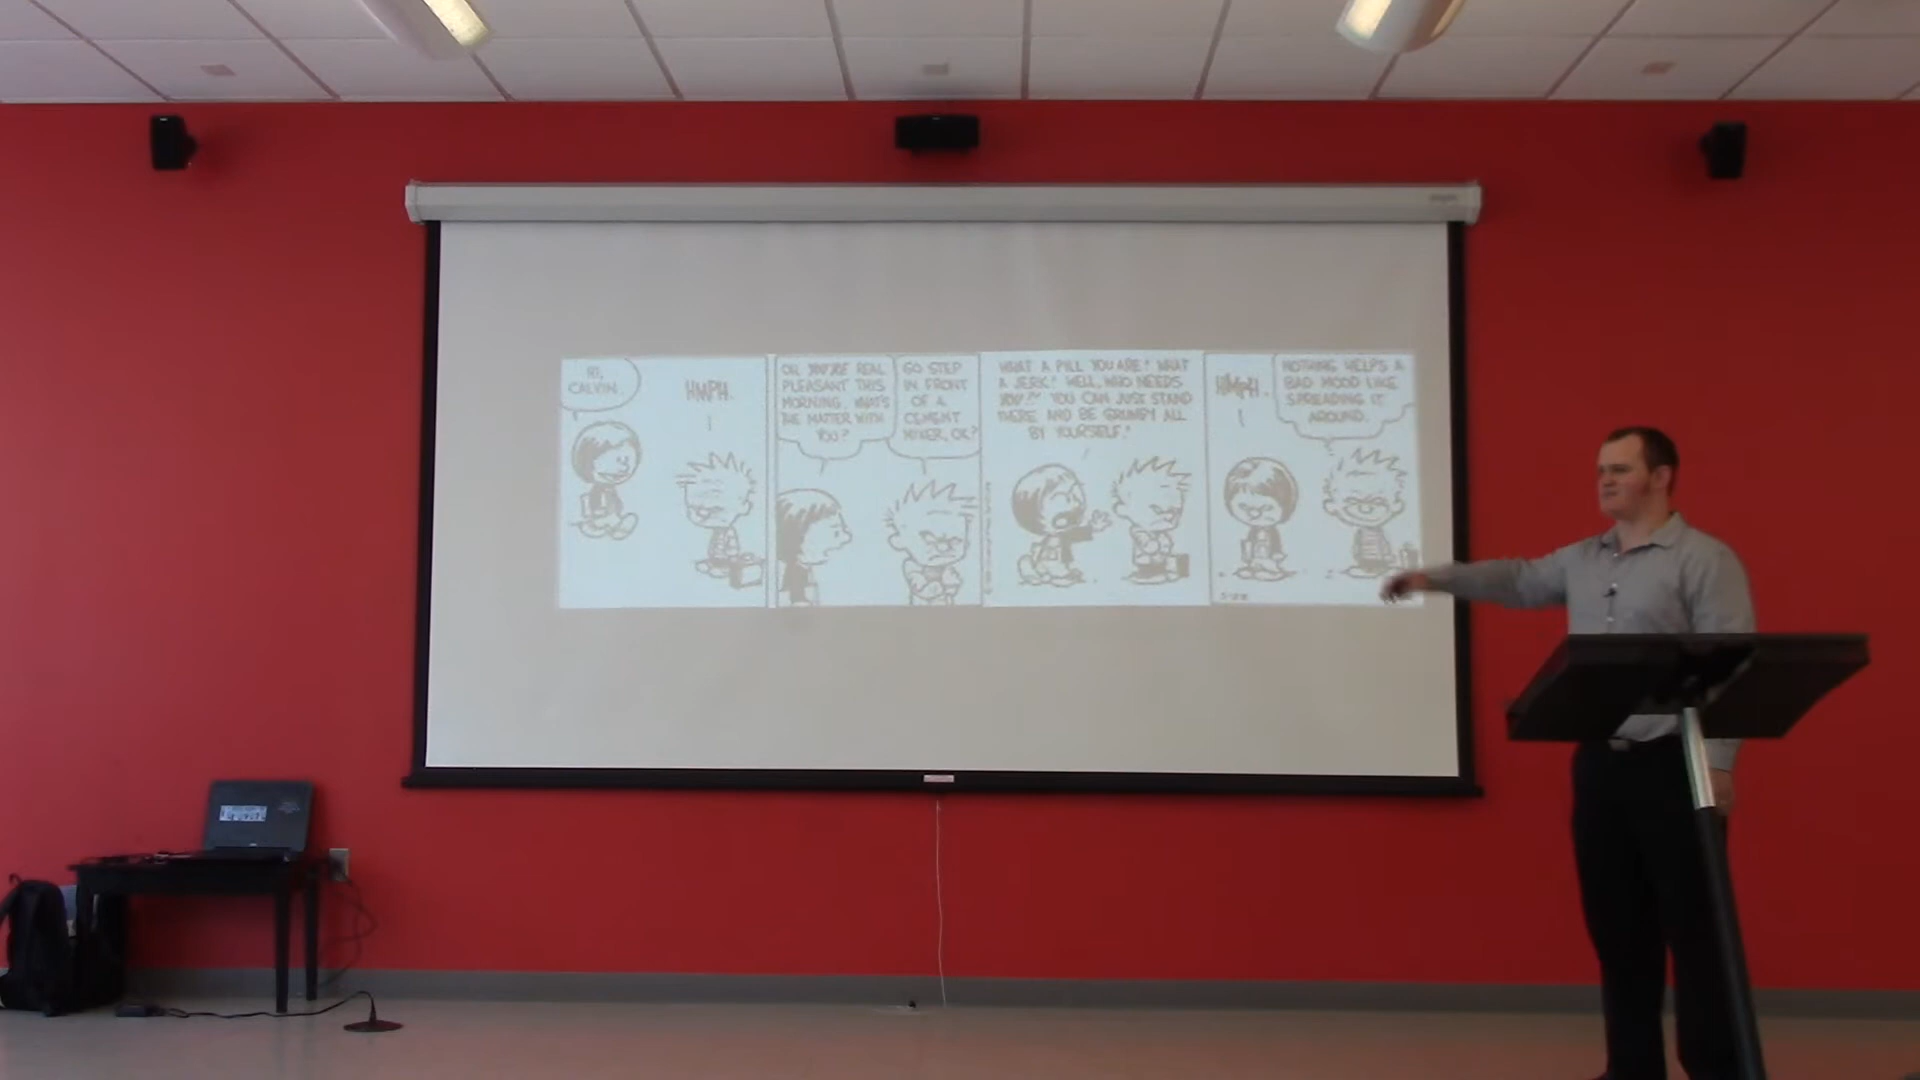 HI,
CALVIN.
HMPH.
OH, YOU'RE REAL
PLEASANT THIS
MORNING. WHAT'S
THE MATTER WITH
YOU?
GO STEP
IN FRONT
OF A
CEMENT
MIXER, OK?
WHAT A PILL YOU ARE! WHAT
A JERK! WELL, WHO NEEDS
YOU?!" YOU CAN JUST STAND
THERE AND BE GRUMPY ALL
BY YOURSELF!
HMPH.
NOTHING HELPS A
BAD MOOD LIKE
SPREADING IT
AROUND.